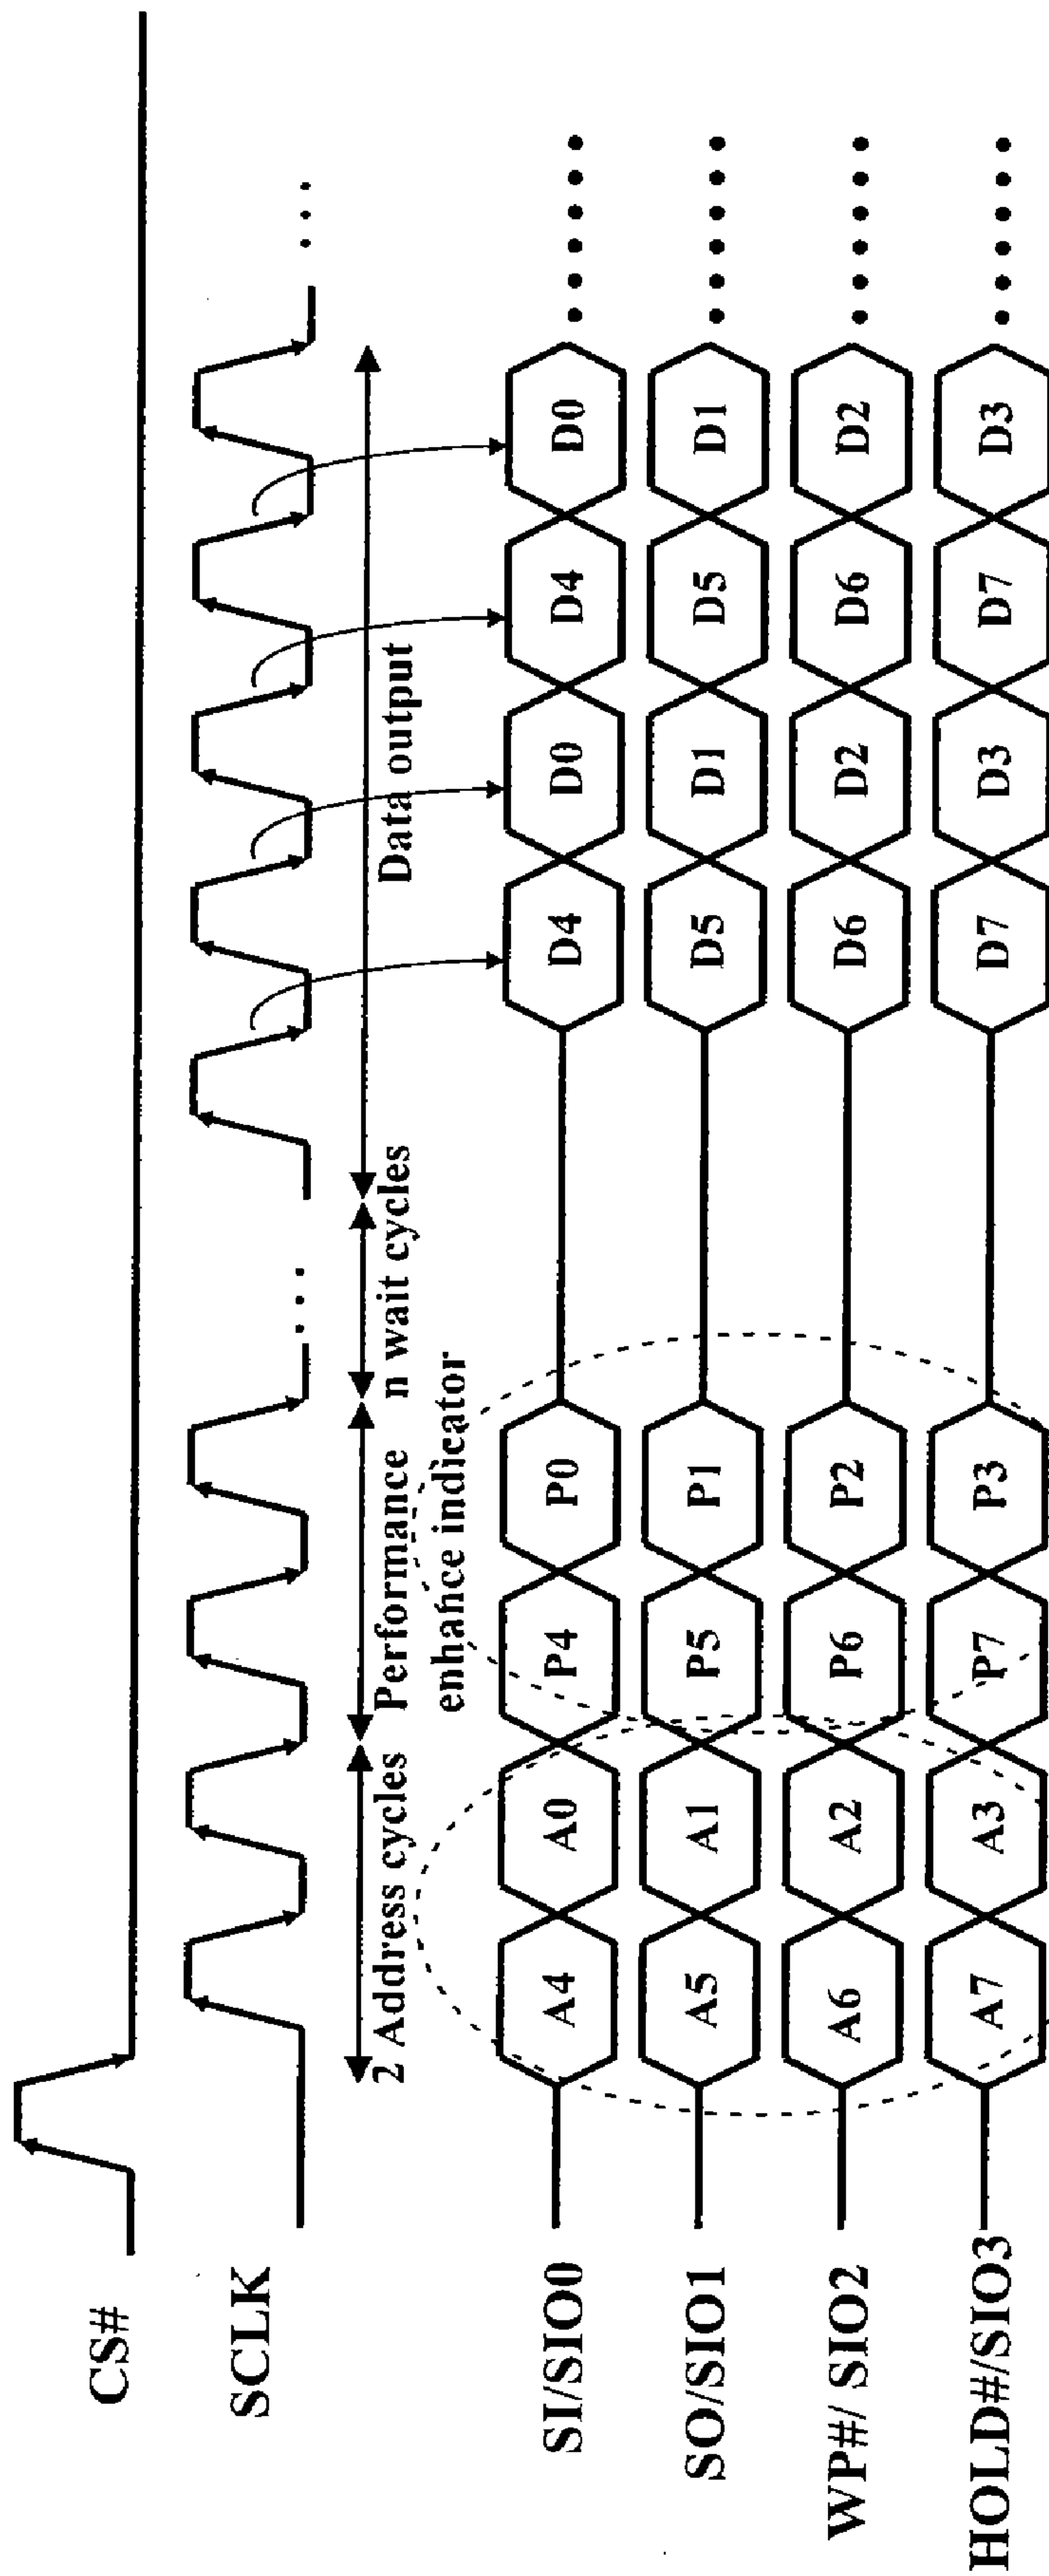 CS#
SCLK
2 Address cycles
Performance
enhance indicator
n wait cycles
Data output
SI/SIO0
A4 A0 P4 P0 D4 D0 D4 D0
SO/SIO1
A5 A1 P5 P1 D5 D1 D5 D1
WP#/ SIO2
A6 A2 P6 P2 D6 D2 D6 D2
HOLD#/SIO3
A7 A3 P7 P3 D7 D3 D7 D3